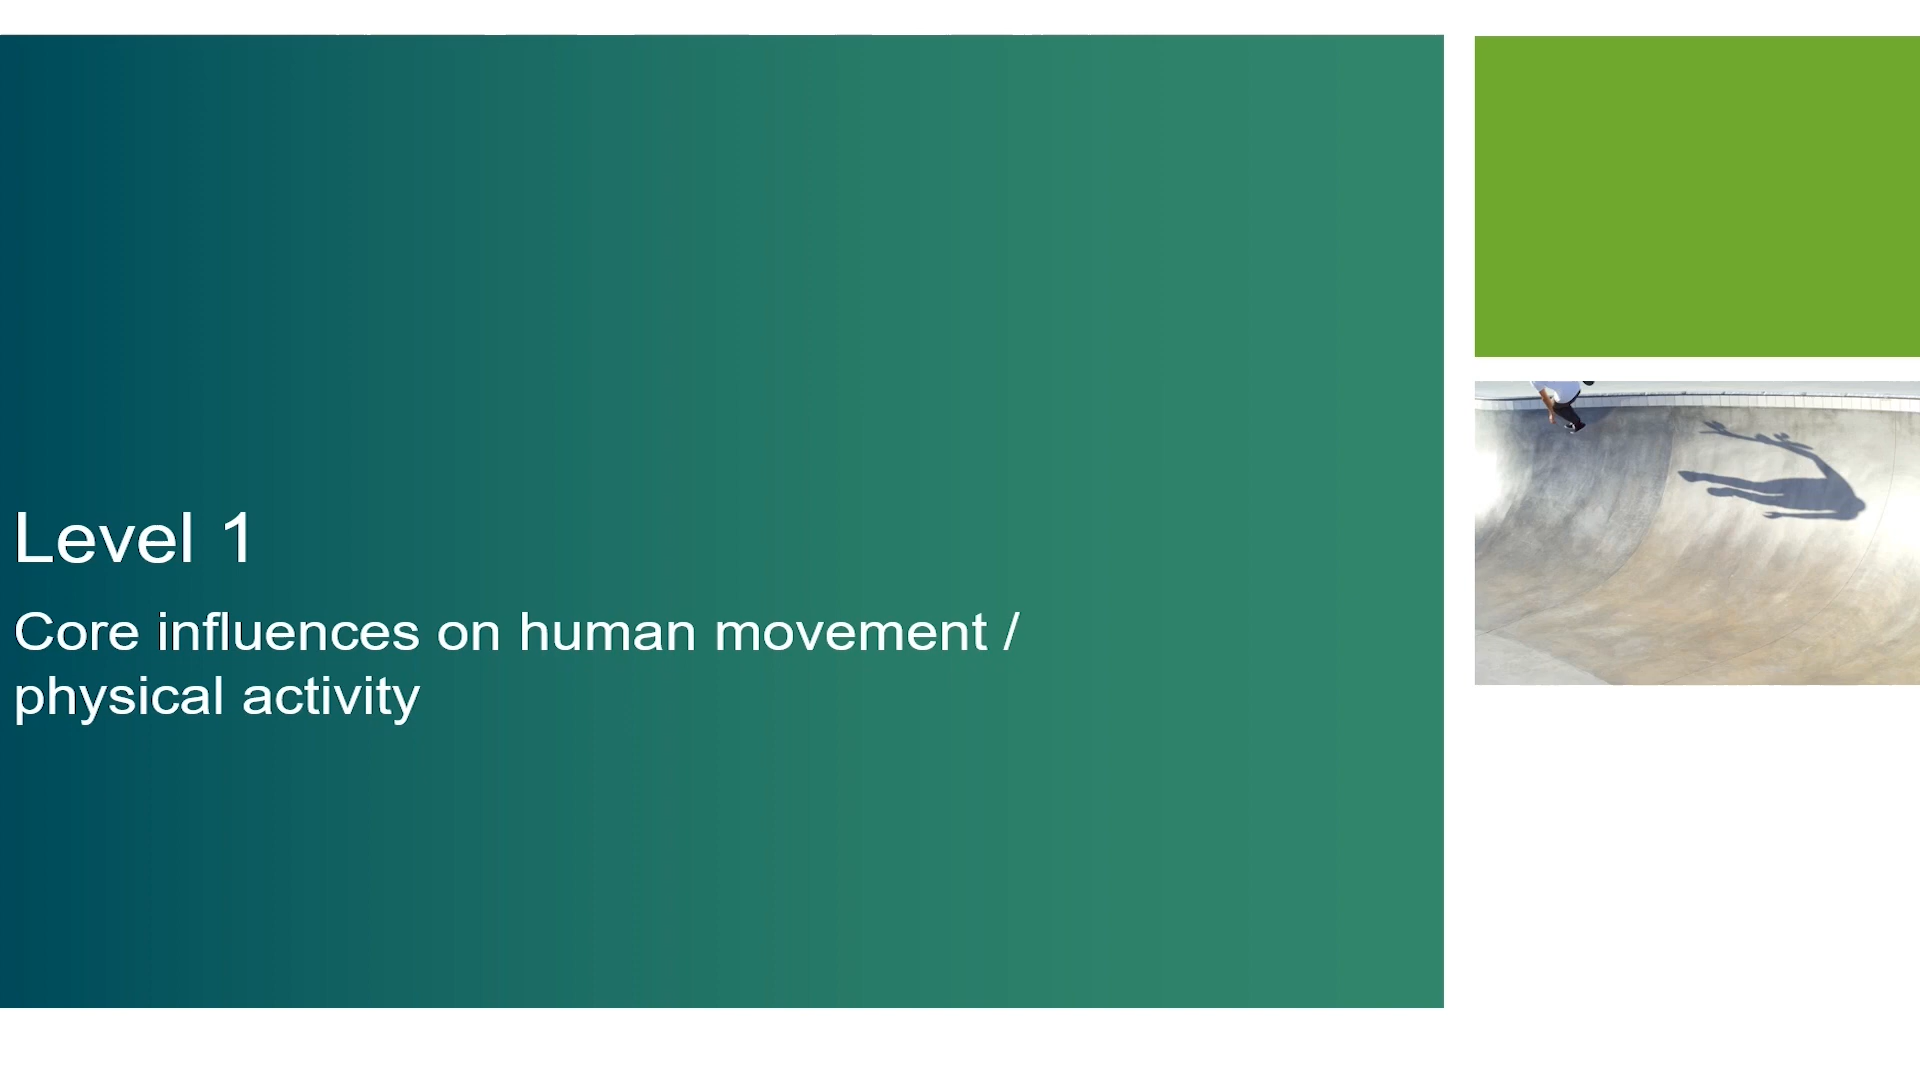 Level 1
Core influences on human movement /
physical activity